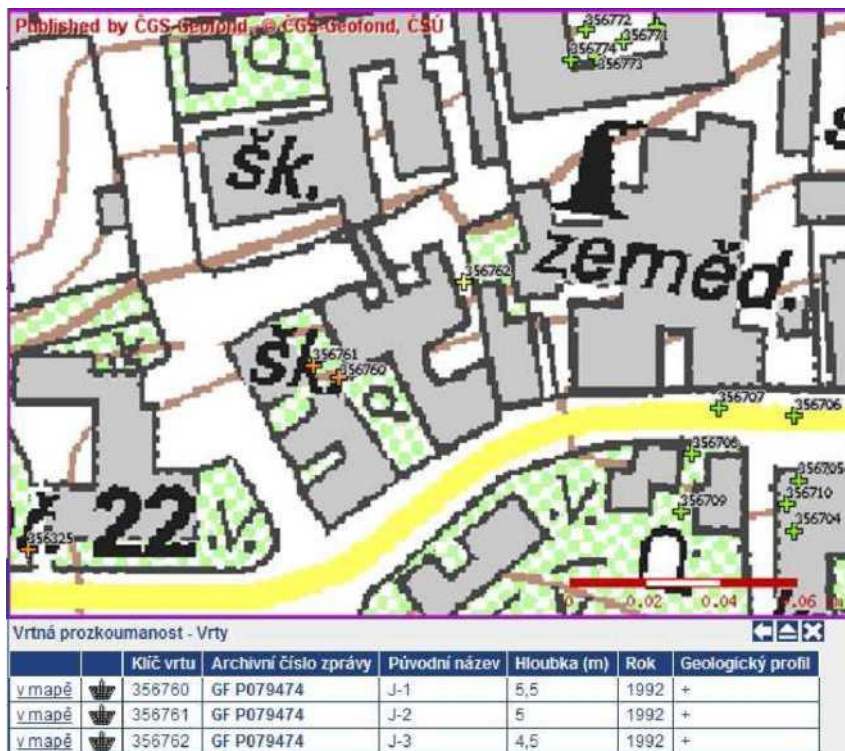 Published by ČGS-Geofond, © ČGS-Geofond, ČSÚ
356772
356771
356774
356773
šk.
356762
zeměd.
356761
356760
šk.
356707
356706
356705
356710
356709
356704
22
356325
0 0.02 0.04 0.06
Vrtná prozkoumanost - Vrty
Klíč vrtu Archivní číslo zprávy Původní název Hloubka (m) Rok Geologický profil
v mapě 356760 GF P079474 J-1 5,5 1992 +
v mapě 356761 GF P079474 J-2 5 1992 +
v mapě 356762 GF P079474 J-3 4,5 1992 +